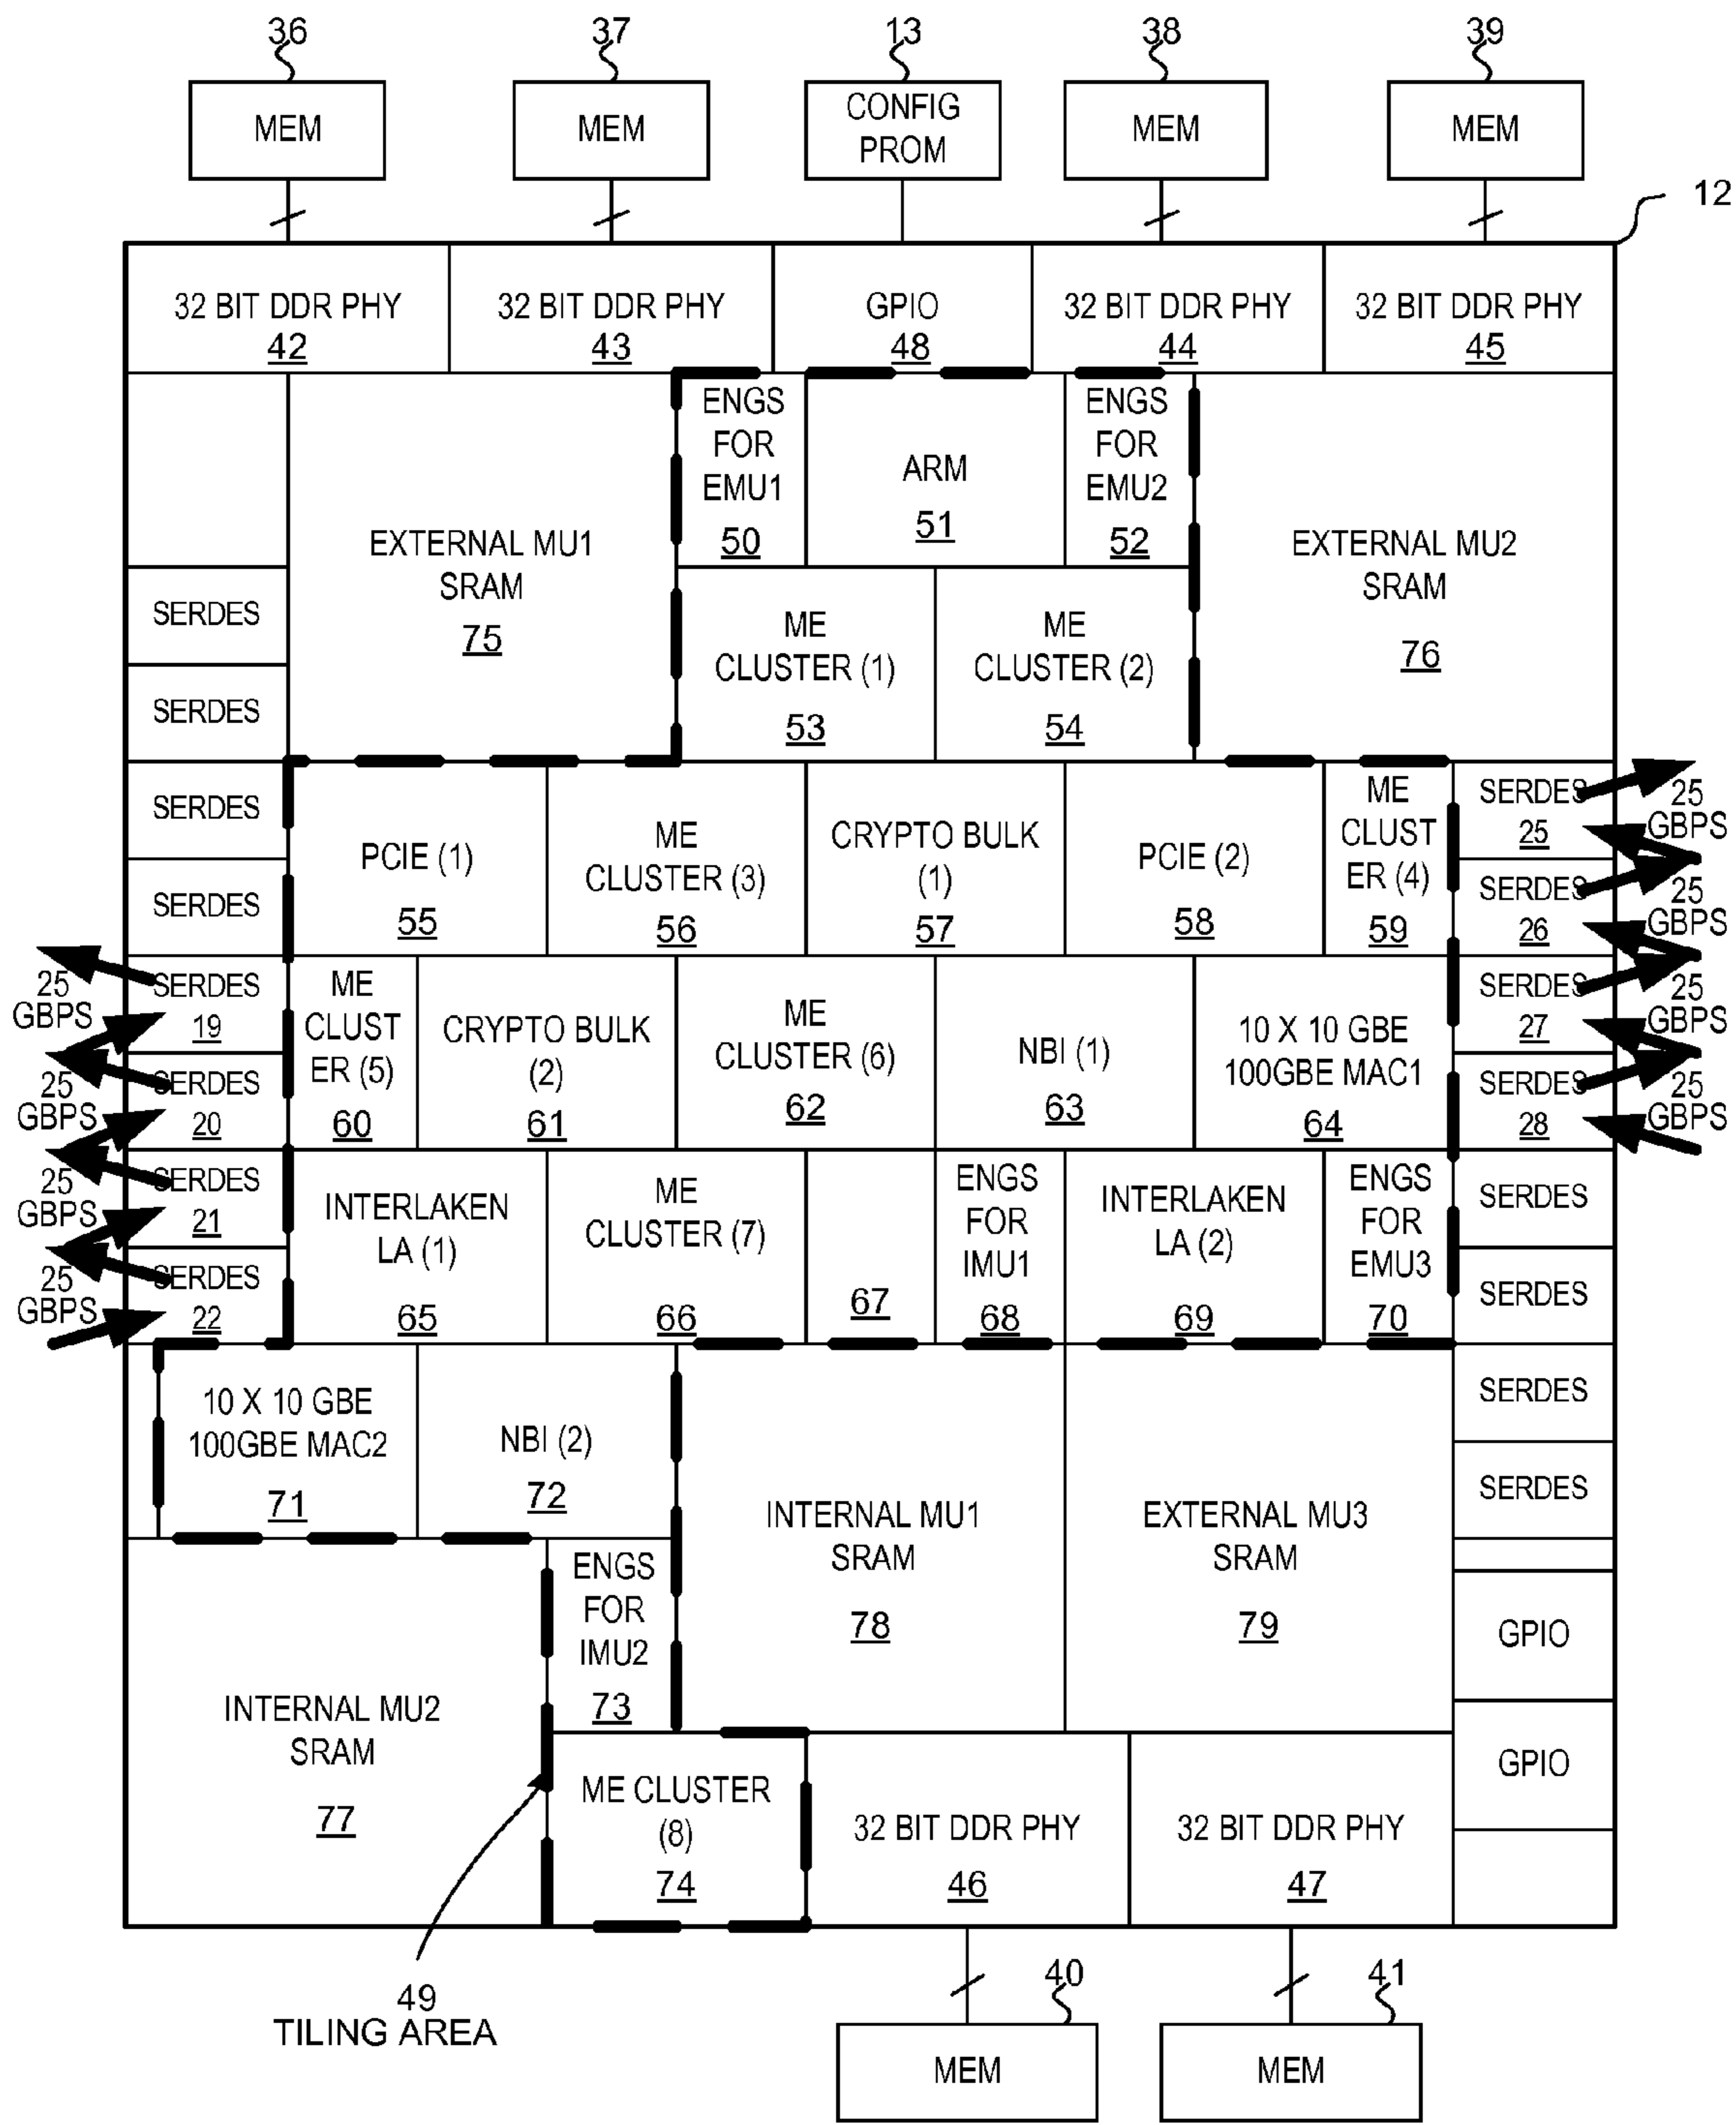 36
37
13
38
39
MEM
MEM
CONFIG
PROM
MEM
MEM
12
32 BIT DDR PHY
42
32 BIT DDR PHY
43
GPIO
48
32 BIT DDR PHY
44
32 BIT DDR PHY
45
EXTERNAL MU1
SRAM
75
ENGS
FOR
EMU1
50
ARM
51
ENGS
FOR
EMU2
52
EXTERNAL MU2
SRAM
76
SERDES
SERDES
ME
CLUSTER (1)
53
ME
CLUSTER (2)
54
SERDES
SERDES
PCIE (1)
55
ME
CLUSTER (3)
56
CRYPTO BULK
(1)
57
PCIE (2)
58
ME
CLUST
ER (4)
59
SERDES
25
25
GBPS
SERDES
26
25
GBPS
25
GBPS
SERDES
19
25
GBPS
SERDES
20
ME
CLUST
ER (5)
60
CRYPTO BULK
(2)
61
ME
CLUSTER (6)
62
NBI (1)
63
10 X 10 GBE
100GBE MAC1
64
SERDES
27
25
GBPS
SERDES
28
25
GBPS
25
GBPS
SERDES
21
25
GBPS
SERDES
22
INTERLAKEN
LA (1)
65
ME
CLUSTER (7)
66
67
ENGS
FOR
IMU1
68
INTERLAKEN
LA (2)
69
ENGS
FOR
EMU3
70
SERDES
SERDES
10 X 10 GBE
100GBE MAC2
71
NBI (2)
72
INTERNAL MU1
SRAM
78
EXTERNAL MU3
SRAM
79
SERDES
SERDES
INTERNAL MU2
SRAM
77
ENGS
FOR
IMU2
73
GPIO
GPIO
ME CLUSTER
(8)
74
32 BIT DDR PHY
46
32 BIT DDR PHY
47
49
TILING AREA
40
41
MEM
MEM